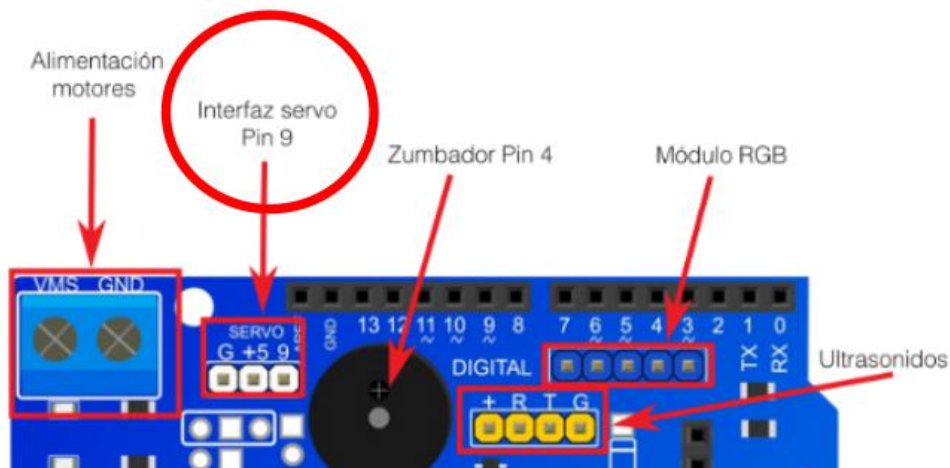 Alimentación
motores
Interfaz servo
Pin 9
Zumbador Pin 4
Módulo RGB
Ultrasonidos
VMS GND
SERVO
G +5 9
AREF
GND
13 12 11 10 9 8
~ ~ ~
7 6 5 4 3 2 1 0
~ ~ ~
TX
RX
DIGITAL
+ R T G